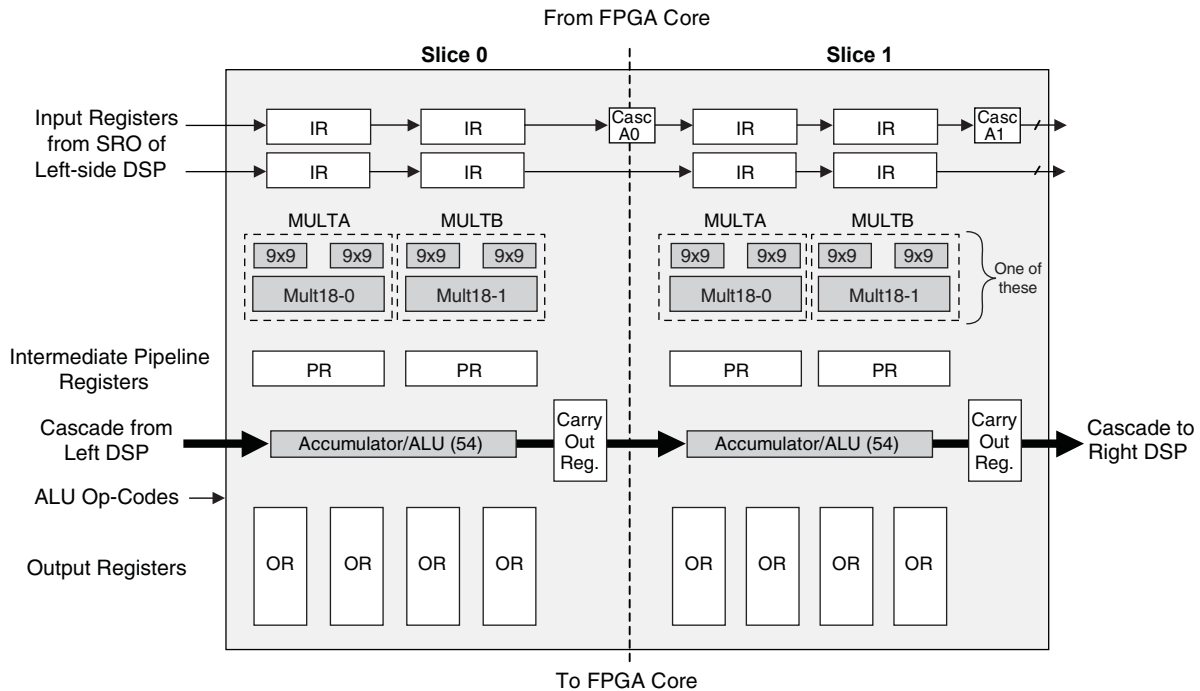 From FPGA Core
Slice 0
Slice 1
Input Registers
from SRO of
Left-side DSP
IR
IR
Casc
A0
IR
IR
Casc
A1
IR
IR
IR
IR
MULTA
MULTB
MULTA
MULTB
9x9
9x9
9x9
9x9
9x9
9x9
9x9
9x9
One of
these
Mult18-0
Mult18-1
Mult18-0
Mult18-1
Intermediate Pipeline
Registers
PR
PR
PR
PR
Cascade from
Left DSP
Accumulator/ALU (54)
Carry
Out
Reg.
Accumulator/ALU (54)
Carry
Out
Reg.
Cascade to
Right DSP
ALU Op-Codes
Output Registers
OR
OR
OR
OR
OR
OR
OR
OR
To FPGA Core